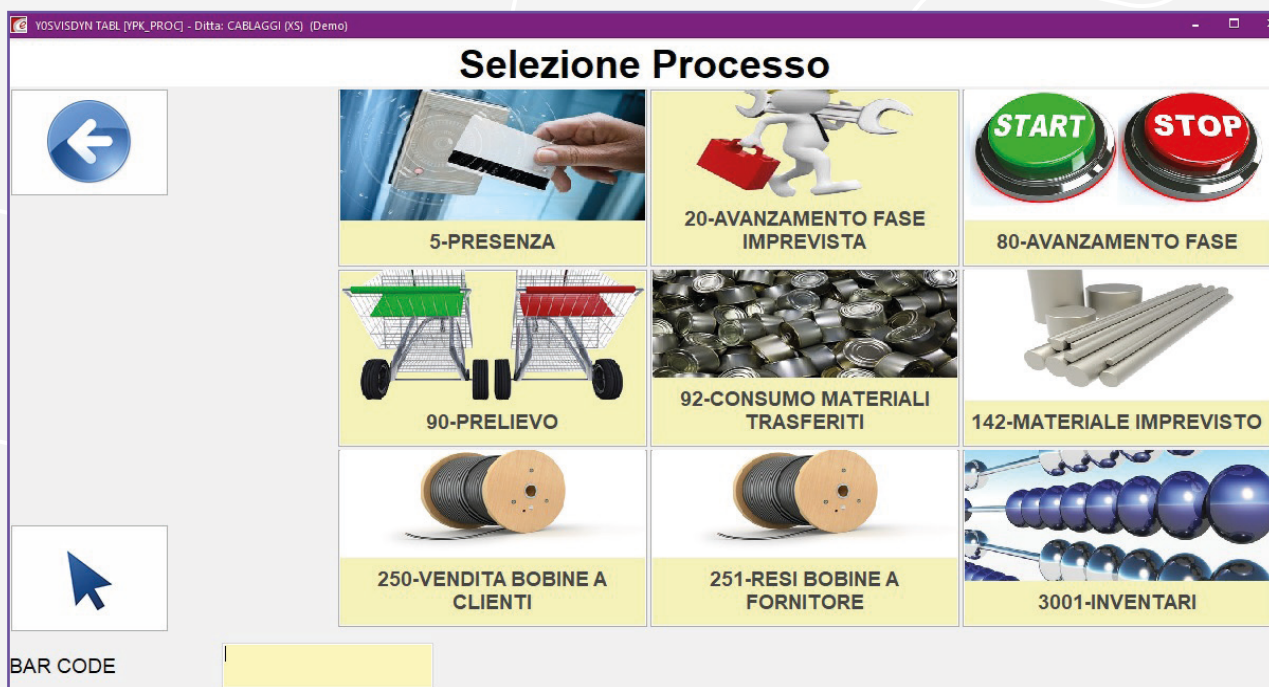 Y0SVISDYN TABL [YPK_PROC] - Ditta: CABLAGGI (XS) (Demo)
Selezione Processo
START STOP
5-PRESENZA
20-AVANZAMENTO FASE
IMPREVISTA
80-AVANZAMENTO FASE
90-PRELIEVO
92-CONSUMO MATERIALI
TRASFERITI
142-MATERIALE IMPREVISTO
250-VENDITA BOBINE A
CLIENTI
251-RESI BOBINE A
FORNITORE
3001-INVENTARI
BAR CODE